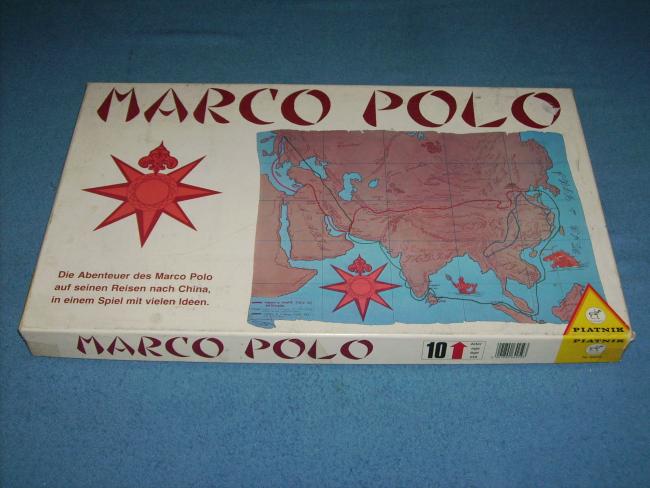 MARCO POLO
Die Abenteuer des Marco Polo
auf seinen Reisen nach China,
in einem Spiel mit vielen Ideen.
PIATNIK
MARCO POLO
10
PIATNIK